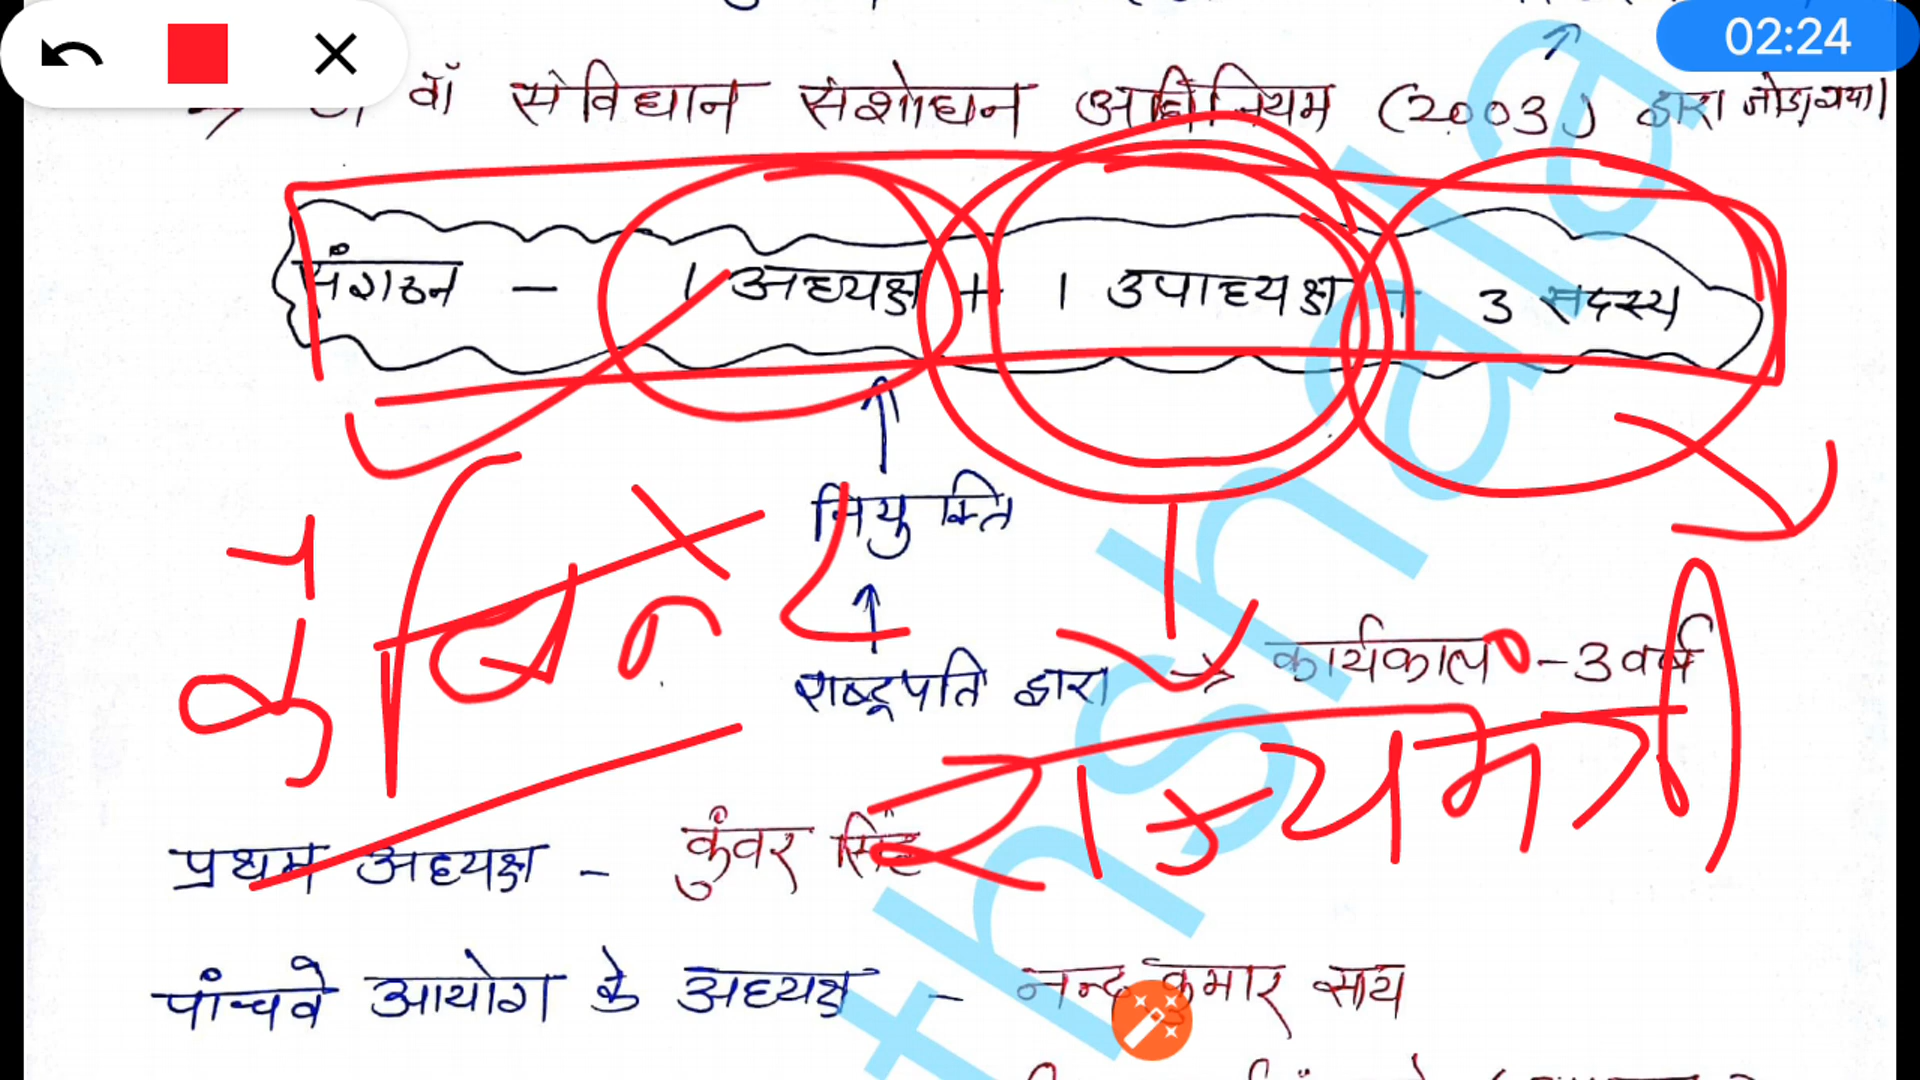 02:24
वाँ संविधान संशोधन अधिनियम (2003) द्वारा जोड़ा गया।
संगठन - 1 अध्यक्ष + 1 उपाध्यक्ष + 3 सदस्य
नियुक्ति
राष्ट्रपति द्वारा → कार्यकाल - 3 वर्ष
राज्यमंत्री
प्रथम अध्यक्ष - कुंवर सिंह
पांचवे आयोग के अध्यक्ष - नन्द कुमार साय